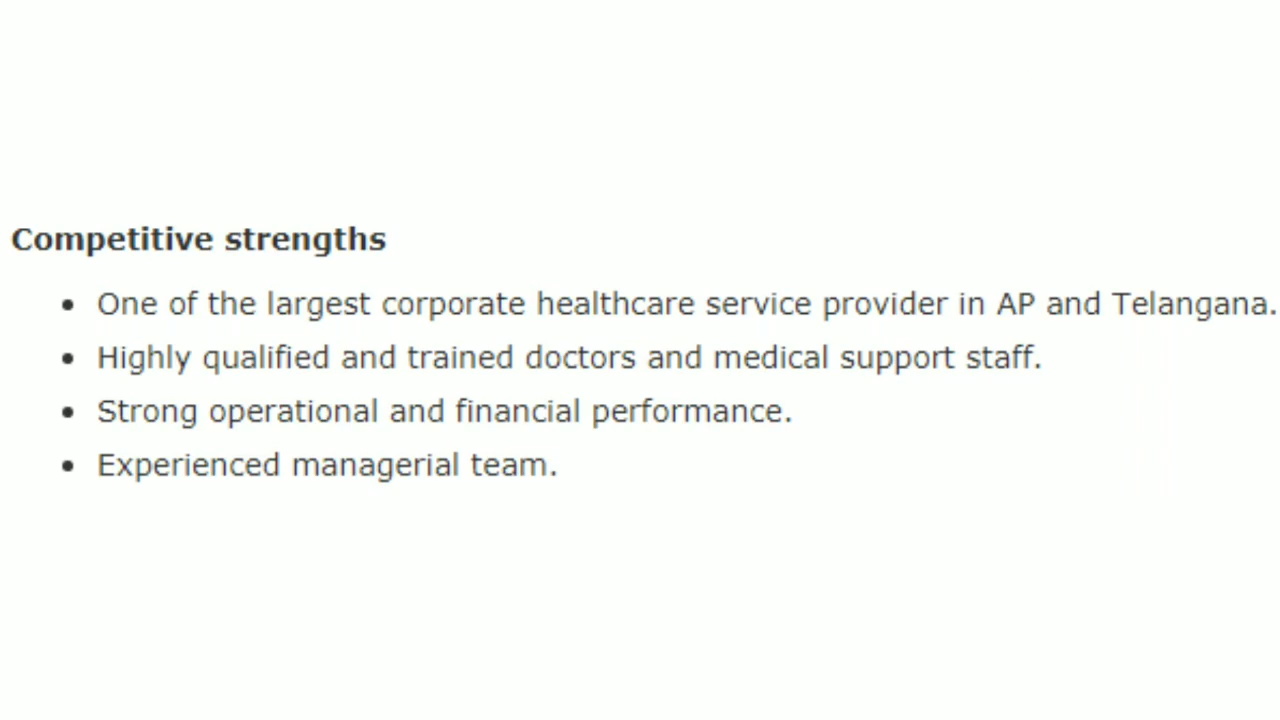 Competitive strengths
• One of the largest corporate healthcare service provider in AP and Telangana.
• Highly qualified and trained doctors and medical support staff.
• Strong operational and financial performance.
• Experienced managerial team.